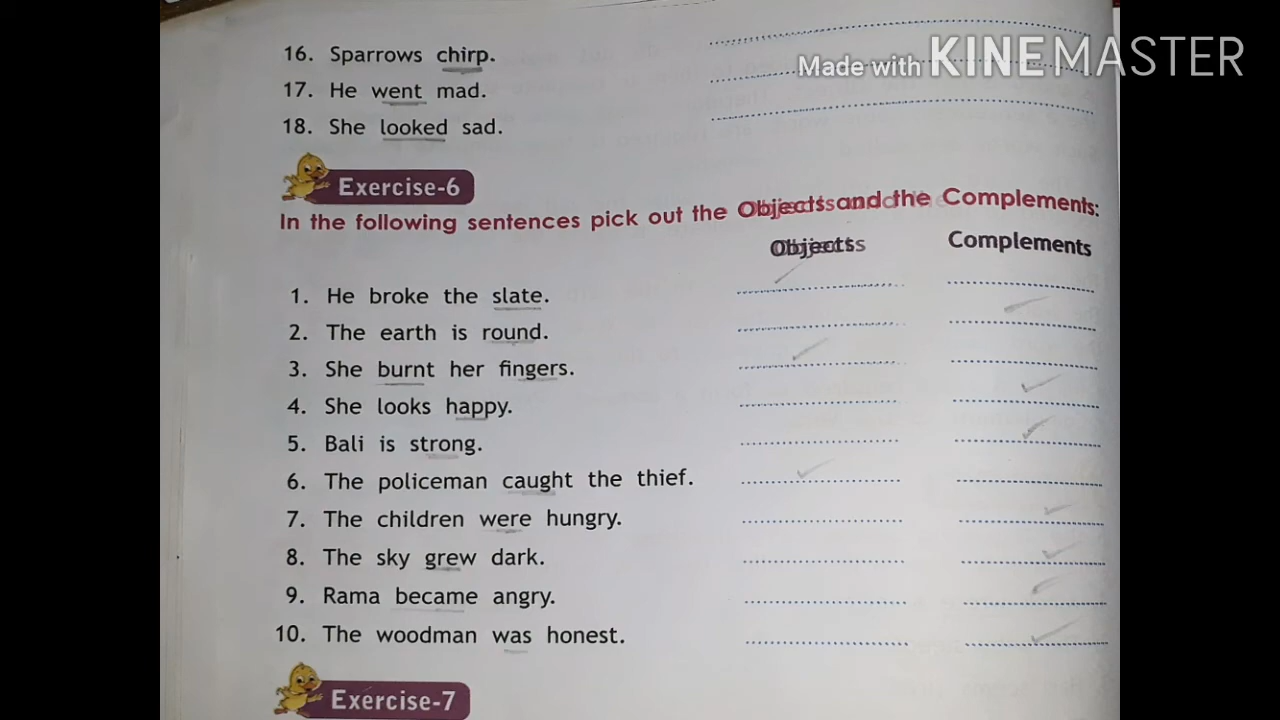 16. Sparrows chirp.
Made with KINEMASTER
17. He went mad.
18. She looked sad.
Exercise-6
In the following sentences pick out the Objects and the Complements:
Objects Complements
1. He broke the slate.
2. The earth is round.
3. She burnt her fingers.
4. She looks happy.
5. Bali is strong.
6. The policeman caught the thief.
7. The children were hungry.
8. The sky grew dark.
9. Rama became angry.
10. The woodman was honest.
Exercise-7